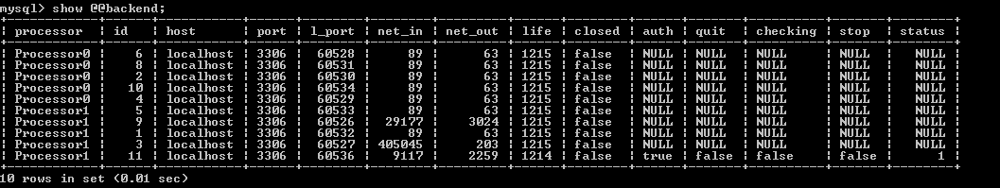 mysql> show @@backend;
+------------+------+-----------+------+--------+--------+---------+------+--------+------+-------+----------+-------+--------+
| processor  | id   | host      | port | l_port | net_in | net_out | life | closed | auth | quit  | checking | stop  | status |
+------------+------+-----------+------+--------+--------+---------+------+--------+------+-------+----------+-------+--------+
| Processor0 |    6 | localhost | 3306 |  60528 |     89 |      63 | 1215 | false  | NULL | NULL  | NULL     | NULL  |   NULL |
| Processor0 |    8 | localhost | 3306 |  60531 |     89 |      63 | 1215 | false  | NULL | NULL  | NULL     | NULL  |   NULL |
| Processor0 |    2 | localhost | 3306 |  60530 |     89 |      63 | 1215 | false  | NULL | NULL  | NULL     | NULL  |   NULL |
| Processor0 |   10 | localhost | 3306 |  60534 |     89 |      63 | 1215 | false  | NULL | NULL  | NULL     | NULL  |   NULL |
| Processor0 |    4 | localhost | 3306 |  60529 |     89 |      63 | 1215 | false  | NULL | NULL  | NULL     | NULL  |   NULL |
| Processor1 |    5 | localhost | 3306 |  60533 |     89 |      63 | 1215 | false  | NULL | NULL  | NULL     | NULL  |   NULL |
| Processor1 |    9 | localhost | 3306 |  60526 |  29177 |    3024 | 1215 | false  | NULL | NULL  | NULL     | NULL  |   NULL |
| Processor1 |    1 | localhost | 3306 |  60532 |     89 |      63 | 1215 | false  | NULL | NULL  | NULL     | NULL  |   NULL |
| Processor1 |    3 | localhost | 3306 |  60527 | 405045 |     203 | 1215 | false  | NULL | NULL  | NULL     | NULL  |   NULL |
| Processor1 |   11 | localhost | 3306 |  60536 |   9117 |    2259 | 1214 | false  | true | false | false    | false |      1 |
+------------+------+-----------+------+--------+--------+---------+------+--------+------+-------+----------+-------+--------+
10 rows in set (0.01 sec)